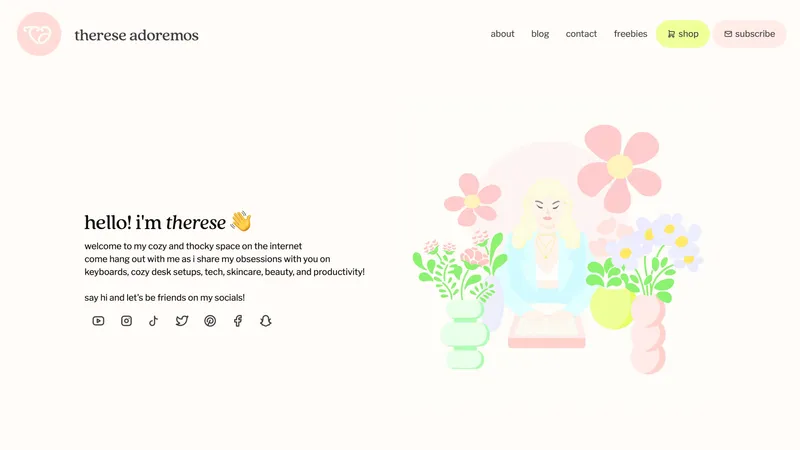 therese adoremos
about
blog
contact
freebies
shop
subscribe
hello! i'm therese 👋
welcome to my cozy and thocky space on the internet
come hang out with me as i share my obsessions with you on
keyboards, cozy desk setups, tech, skincare, beauty, and productivity!
say hi and let's be friends on my socials!